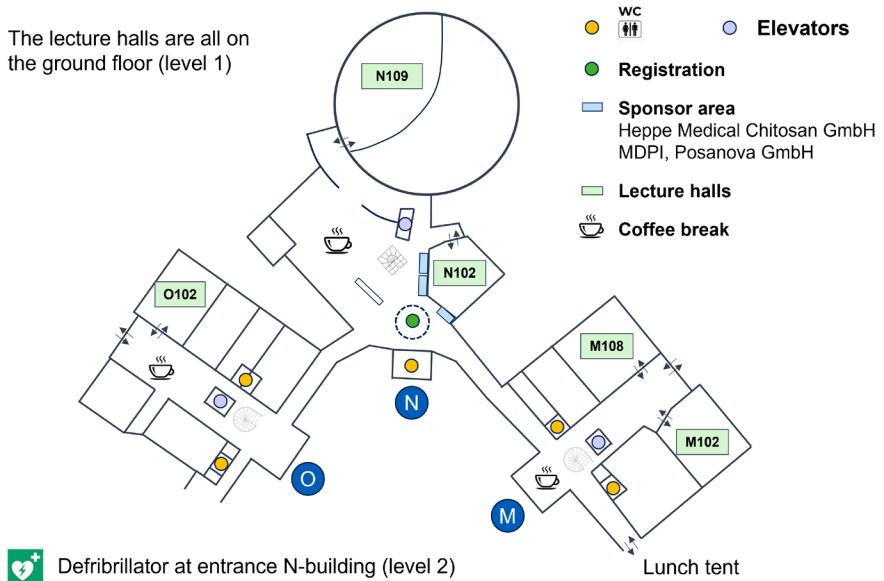 The lecture halls are all on
the ground floor (level 1)
WC
Elevators
Registration
Sponsor area
Heppe Medical Chitosan GmbH
MDPI, Posanova GmbH
Lecture halls
Coffee break
N109
N102
O102
M108
M102
N
O
M
Defribrillator at entrance N-building (level 2)
Lunch tent